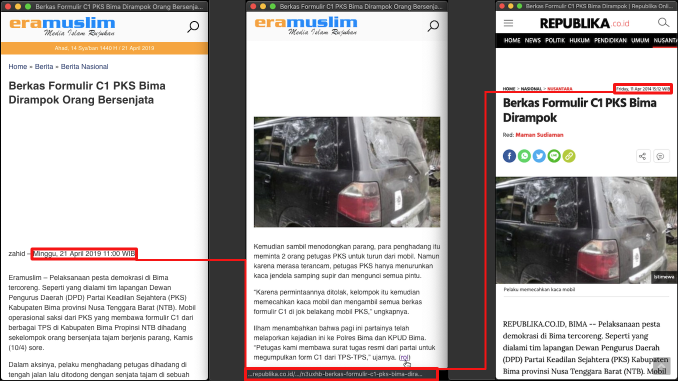 Berkas Formulir C1 PKS Bima Dirampok Orang Bersenja...
eramuslim
Media Islam Rujukan
Ahad, 14 Sya'ban 1440 H / 21 April 2019
Home » Berita » Berita Nasional
Berkas Formulir C1 PKS Bima
Dirampok Orang Bersenjata
zahid – Minggu, 21 April 2019 11:00 WIB
Eramuslim – Pelaksanaan pesta demokrasi di Bima
tercoreng. Seperti yang dialami tim lapangan Dewan
Pengurus Daerah (DPD) Partai Keadilan Sejahtera (PKS)
Kabupaten Bima provinsi Nusa Tenggara Barat (NTB). Mobil
operasional saksi dari PKS yang membawa formulir C1 dari
berbagai TPS di Kabupaten Bima Propinsi NTB dihadang
sekelompok orang bersenjata tajam berjenis parang, Kamis
(10/4) sore.
Dalam aksinya, pelaku menghadang petugas dihadang di
tengah jalan lalu ditodong dengan senjata tajam di sebuah
Berkas Formulir C1 PKS Bima Dirampok Orang Bersenja...
eramuslim
Media Islam Rujukan
Kemudian sambil menodongkan parang, para penghadang itu
meminta 2 orang petugas PKS untuk turun dari mobil. Namun
karena merasa terancam, petugas PKS hanya menurunkan
kaca jendela samping supir dan mengunci semua pintu.
"Karena permintaannya ditolak, kelompok itu kemudian
memecahkan kaca mobil dan mengambil semua berkas
formulir C1 di jok belakang mobil PKS," ungkapnya.
Ilham menambahkan bahwa pagi ini partainya telah
melaporkan kejadian ini ke Polres Bima dan KPUD Bima.
"Petugas kami membawa surat tugas resmi dari partai untuk
mengumpulkan form C1 dari TPS-TPS," ujarnya. (rol)
...republika.co.id/.../n3uxhb-berkas-formulir-c1-pks-bima-dira...
Berkas Formulir C1 PKS Bima Dirampok | Republika Onli...
REPUBLIKA.co.id
HOME NEWS POLITIK HUKUM PENDIDIKAN UMUM NUSANT
HOME > NASIONAL > NUSANTARA
Friday, 11 Apr 2014 15:12 WIB
Berkas Formulir C1 PKS Bima
Dirampok
Red: Maman Sudiaman
Istimewa
Pelaku memecahkan kaca mobil
REPUBLIKA.CO.ID, BIMA -- Pelaksanaan pesta
demokrasi di Bima tercoreng. Seperti yang
dialami tim lapangan Dewan Pengurus Daerah
(DPD) Partai Keadilan Sejahtera (PKS)
Kabupaten Bima provinsi Nusa Tenggara Barat